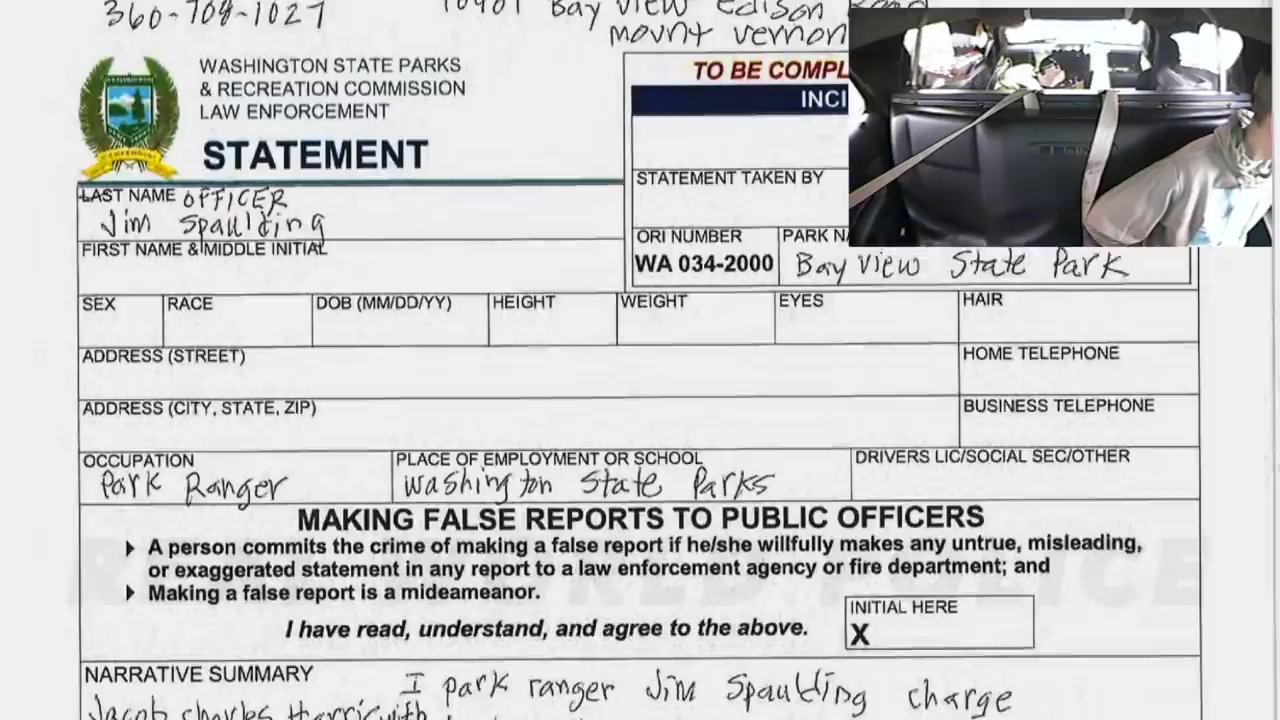 360-708-1027
Bay View Edison Road
mount vernon
WASHINGTON STATE PARKS
& RECREATION COMMISSION
LAW ENFORCEMENT
STATEMENT
TO BE COMPL
INCI
STATEMENT TAKEN BY
LAST NAME OFFICER
Jim Spaulding
FIRST NAME & MIDDLE INITIAL
ORI NUMBER
WA 034-2000
PARK NA
Bay view State Park
SEX
RACE
DOB (MM/DD/YY)
HEIGHT
WEIGHT
EYES
HAIR
ADDRESS (STREET)
HOME TELEPHONE
ADDRESS (CITY, STATE, ZIP)
BUSINESS TELEPHONE
OCCUPATION
Park Ranger
PLACE OF EMPLOYMENT OR SCHOOL
Washington State Parks
DRIVERS LIC/SOCIAL SEC/OTHER
MAKING FALSE REPORTS TO PUBLIC OFFICERS
A person commits the crime of making a false report if he/she willfully makes any untrue, misleading,
or exaggerated statement in any report to a law enforcement agency or fire department; and
Making a false report is a mideameanor.
I have read, understand, and agree to the above.
INITIAL HERE
X
NARRATIVE SUMMARY
I park ranger Jim Spaulding charge
Jacob charles Harric with